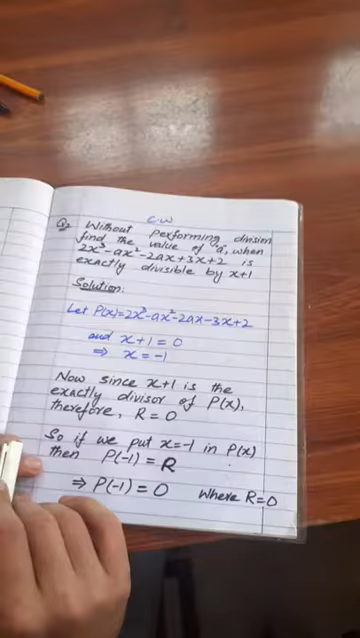 C.W
Q2 Without performing division
find the value of 'a', when
2x³-ax²-2ax+3x+2 is
exactly divisible by x+1
Solution:
Let P(x)=2x³-ax²-2ax-3x+2
and x+1=0
⇒ x=-1
Now since x+1 is the
exactly divisor of P(x),
therefore, R=0
So if we put x=-1 in P(x)
then P(-1)=R
⇒ P(-1)=0 where R=0